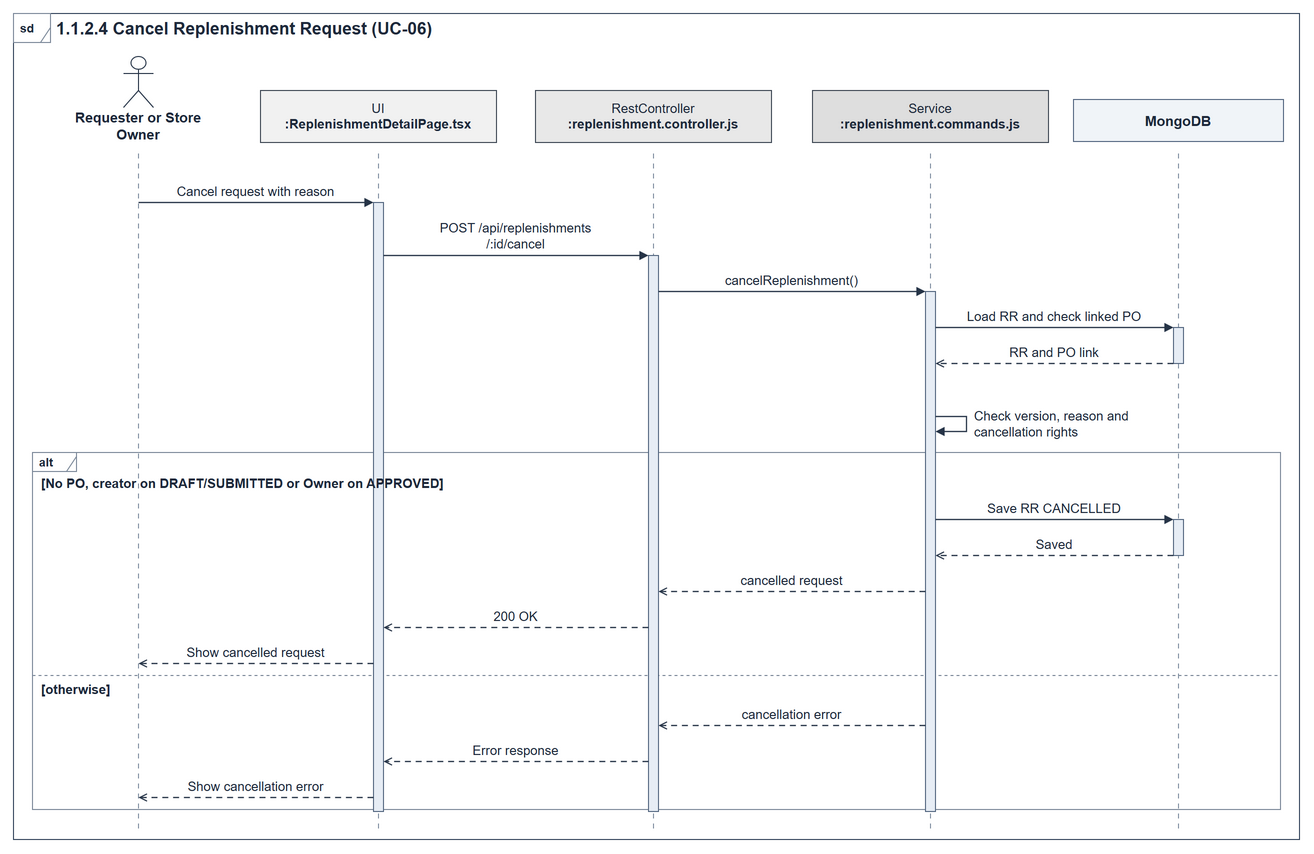 sd
1.1.2.4 Cancel Replenishment Request (UC-06)
Requester or Store
Owner
UI
:ReplenishmentDetailPage.tsx
RestController
:replenishment.controller.js
Service
:replenishment.commands.js
MongoDB
Cancel request with reason
POST /api/replenishments
/:id/cancel
cancelReplenishment()
Load RR and check linked PO
RR and PO link
Check version, reason and
cancellation rights
alt
[No PO, creator on DRAFT/SUBMITTED or Owner on APPROVED]
Save RR CANCELLED
Saved
cancelled request
200 OK
Show cancelled request
[otherwise]
cancellation error
Error response
Show cancellation error